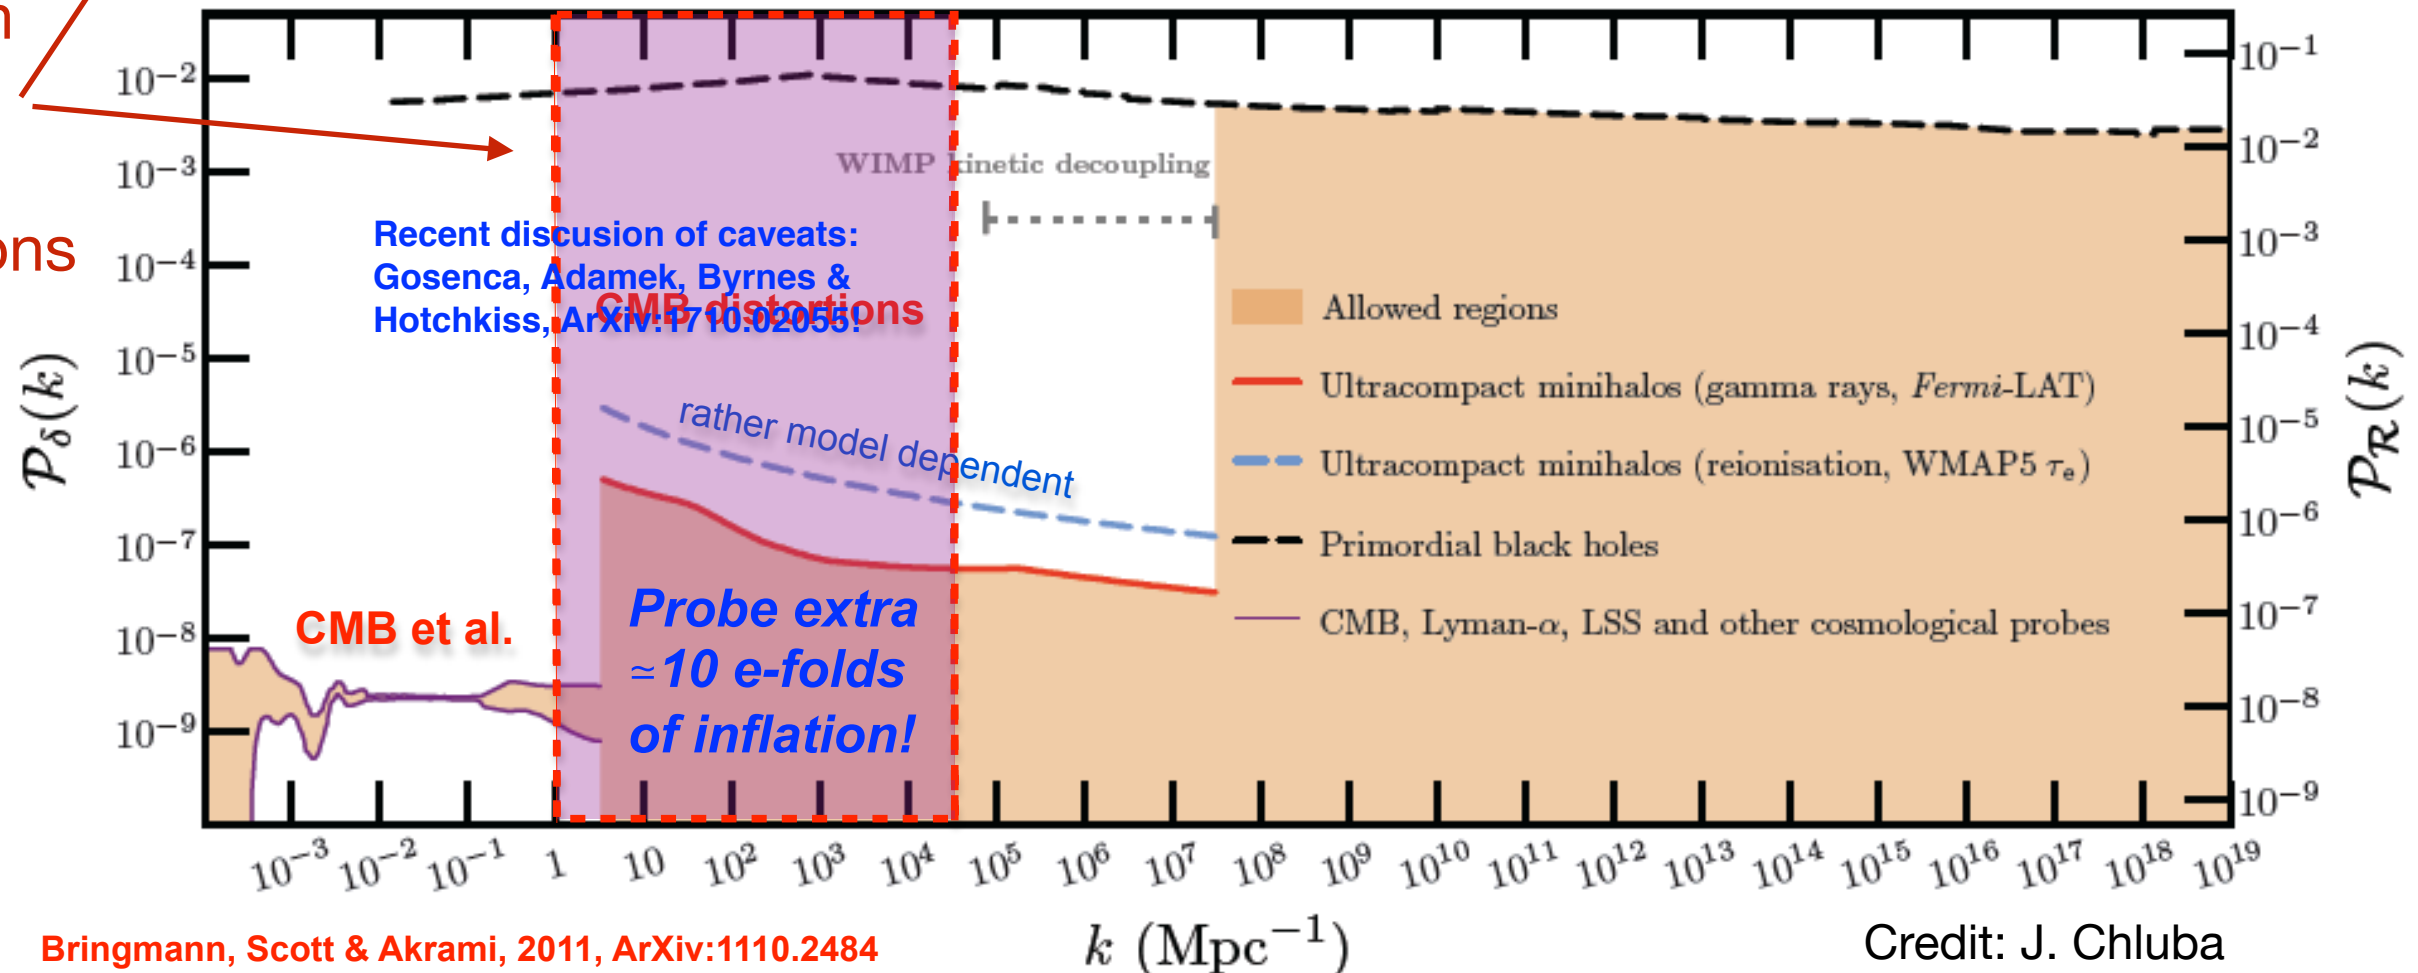 ons
10⁻²
10⁻³
10⁻⁴
10⁻⁵
10⁻⁶
10⁻⁷
10⁻⁸
10⁻⁹
𝒫_δ(k)
10⁻¹
10⁻²
10⁻³
10⁻⁴
10⁻⁵
10⁻⁶
10⁻⁷
10⁻⁸
10⁻⁹
𝒫_ℛ(k)
WIMP kinetic decoupling
Recent discusion of caveats:
Gosenca, Adamek, Byrnes &
Hotchkiss, ArXiv:1710.02055!
CMB distortions
rather model dependent
CMB et al.
Probe extra
≃10 e-folds
of inflation!
Allowed regions
Ultracompact minihalos (gamma rays, Fermi-LAT)
Ultracompact minihalos (reionisation, WMAP5 τₑ)
Primordial black holes
CMB, Lyman-α, LSS and other cosmological probes
10⁻³ 10⁻² 10⁻¹ 1 10 10² 10³ 10⁴ 10⁵ 10⁶ 10⁷ 10⁸ 10⁹ 10¹⁰ 10¹¹ 10¹² 10¹³ 10¹⁴ 10¹⁵ 10¹⁶ 10¹⁷ 10¹⁸ 10¹⁹
k (Mpc⁻¹)
Bringmann, Scott & Akrami, 2011, ArXiv:1110.2484
Credit: J. Chluba